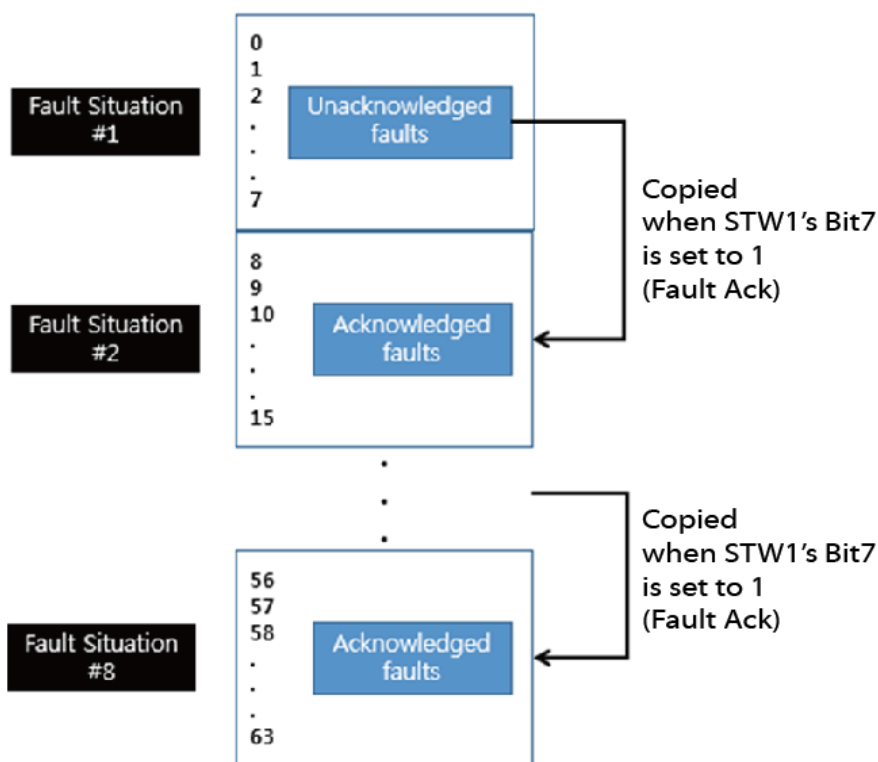 0
1
2
.
.
.
7
Fault Situation
#1
Unacknowledged
faults
Copied
when STW1's Bit7
is set to 1
(Fault Ack)
8
9
10
.
.
.
15
Fault Situation
#2
Acknowledged
faults
.
.
.
Copied
when STW1's Bit7
is set to 1
(Fault Ack)
56
57
58
.
.
.
63
Fault Situation
#8
Acknowledged
faults